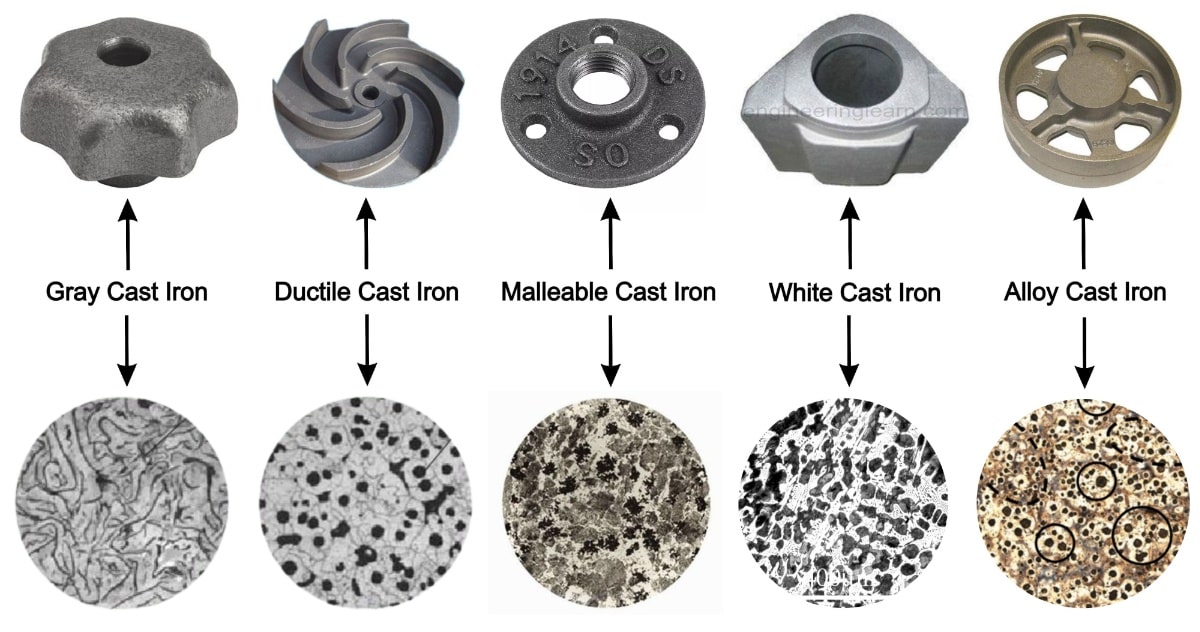 1914 DS
SO
engineeringlearn.com
Gray Cast Iron
Ductile Cast Iron
Malleable Cast Iron
White Cast Iron
Alloy Cast Iron